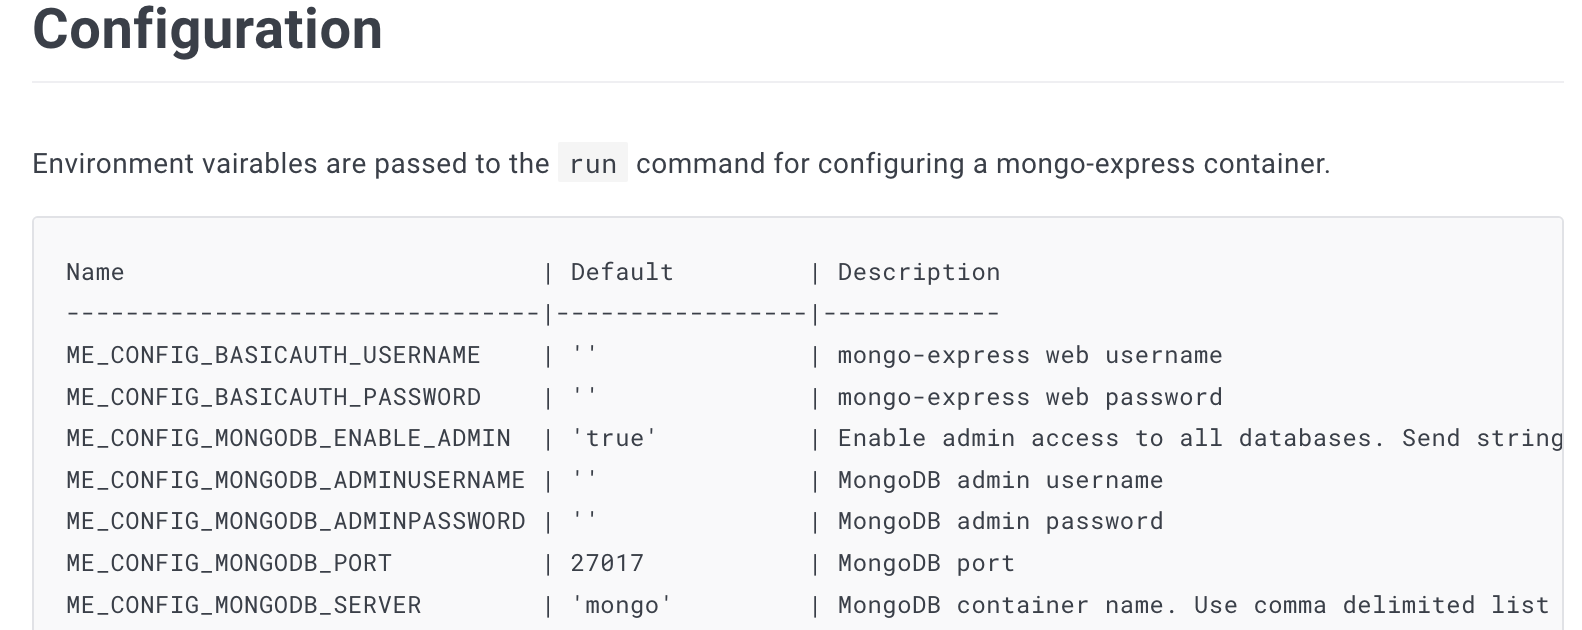 Configuration
Environment vairables are passed to the run command for configuring a mongo-express container.
Name                            | Default         | Description
--------------------------------|-----------------|------------
ME_CONFIG_BASICAUTH_USERNAME    | ''              | mongo-express web username
ME_CONFIG_BASICAUTH_PASSWORD    | ''              | mongo-express web password
ME_CONFIG_MONGODB_ENABLE_ADMIN  | 'true'          | Enable admin access to all databases. Send string
ME_CONFIG_MONGODB_ADMINUSERNAME | ''              | MongoDB admin username
ME_CONFIG_MONGODB_ADMINPASSWORD | ''              | MongoDB admin password
ME_CONFIG_MONGODB_PORT          | 27017           | MongoDB port
ME_CONFIG_MONGODB_SERVER        | 'mongo'         | MongoDB container name. Use comma delimited list